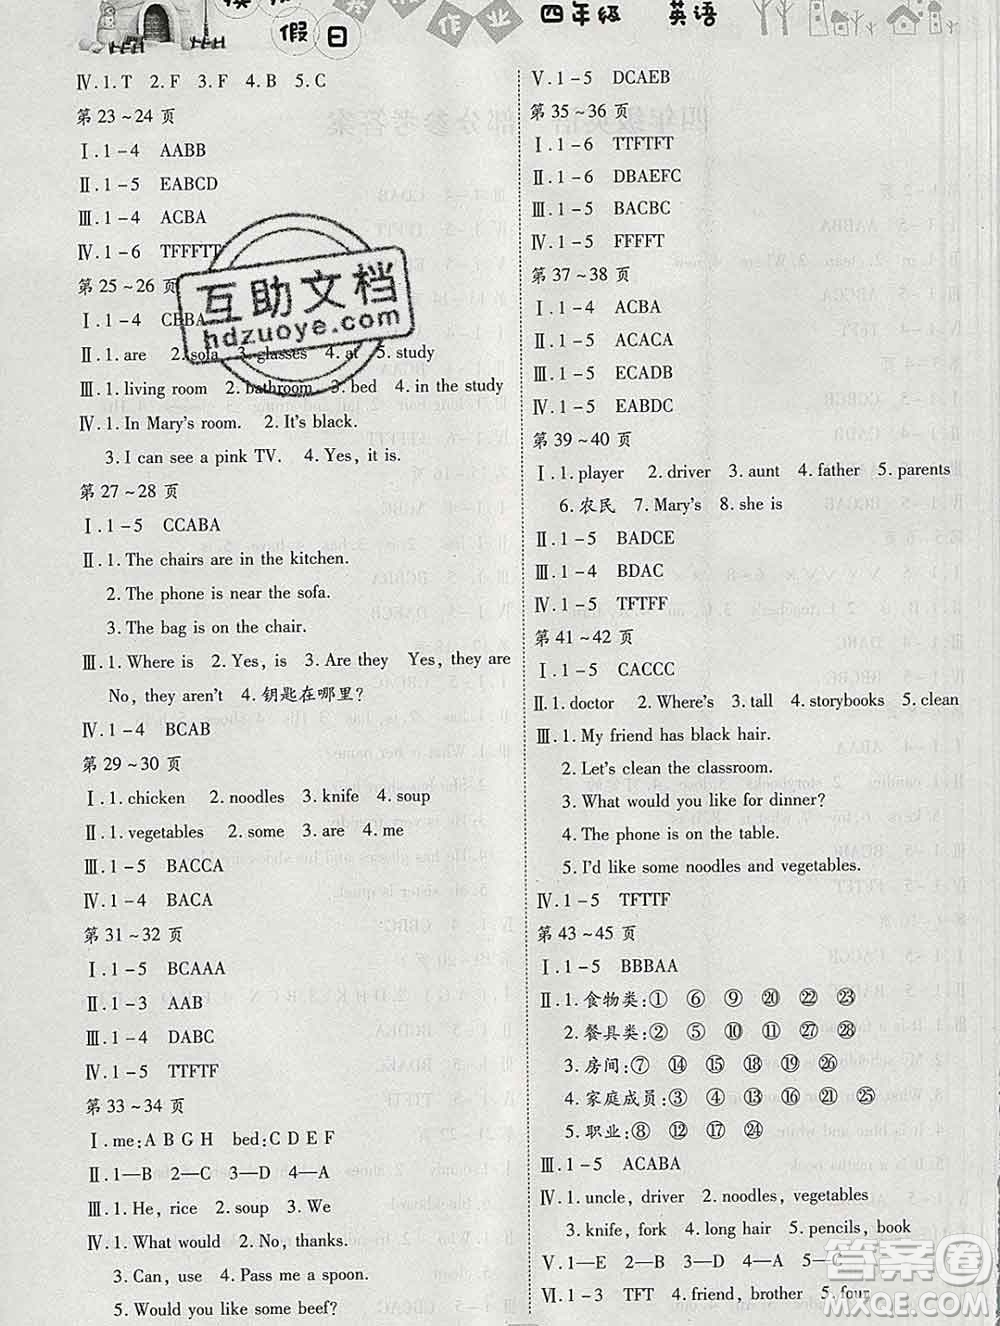 假日
作业 四年级 英语
Ⅳ.1.T 2.F 3.F 4.B 5.C
第23~24页
Ⅰ.1-4 AABB
Ⅱ.1-5 EABCD
Ⅲ.1-4 ACBA
Ⅳ.1-6 TFFFTT
第25~26页
Ⅰ.1-4 CBBA
Ⅱ.1.are 2.sofa 3.glasses 4.at 5.study
Ⅲ.1.living room 2.bathroom 3.bed 4.in the study
Ⅳ.1.In Mary's room. 2.It's black.
3.I can see a pink TV. 4.Yes, it is.
第27~28页
Ⅰ.1-5 CCABA
Ⅱ.1.The chairs are in the kitchen.
2.The phone is near the sofa.
3.The bag is on the chair.
Ⅲ.1.Where is 2.Yes, is 3.Are they Yes, they are
No, they aren't 4.钥匙在哪里?
Ⅳ.1-4 BCAB
第29~30页
Ⅰ.1.chicken 2.noodles 3.knife 4.soup
Ⅱ.1.vegetables 2.some 3.are 4.me
Ⅲ.1-5 BACCA
Ⅳ.1-4 BACA
第31~32页
Ⅰ.1-5 BCAAA
Ⅱ.1-3 AAB
Ⅲ.1-4 DABC
Ⅳ.1-5 TTFTF
第33~34页
Ⅰ.me:A B G H bed:C D E F
Ⅱ.1—B 2—C 3—D 4—A
Ⅲ.1.He, rice 2.soup 3.We
Ⅳ.1.What would 2.No, thanks.
3.Can, use 4.Pass me a spoon.
5.Would you like some beef?
Ⅴ.1-5 DCAEB
第35~36页
Ⅰ.1-6 TTFTFT
Ⅱ.1-6 DBAEFC
Ⅲ.1-5 BACBC
Ⅳ.1-5 FFFFT
第37~38页
Ⅰ.1-4 ACBA
Ⅱ.1-5 ACACA
Ⅲ.1-5 ECADB
Ⅳ.1-5 EABDC
第39~40页
Ⅰ.1.player 2.driver 3.aunt 4.father 5.parents
6.农民 7.Mary's 8.she is
Ⅱ.1-5 BADCE
Ⅲ.1-4 BDAC
Ⅳ.1-5 TFTFF
第41~42页
Ⅰ.1-5 CACCC
Ⅱ.1.doctor 2.Where's 3.tall 4.storybooks 5.clean
Ⅲ.1.My friend has black hair.
2.Let's clean the classroom.
3.What would you like for dinner?
4.The phone is on the table.
5.I'd like some noodles and vegetables.
Ⅳ.1-5 TFTTF
第43~45页
Ⅰ.1-5 BBBAA
Ⅱ.1.食物类:① ⑥ ⑨ ⑳ ㉒ ㉓
2.餐具类:② ⑤ ⑩ ㉔ ㉗ ㉘
3.房间:⑦ ⑭ ⑮ ⑱ ⑲ ㉖
4.家庭成员:③ ④ ⑪ ⑯ ㉑ ㉕
5.职业:⑧ ⑫ ⑬ ⑰
Ⅲ.1-5 ACABA
Ⅳ.1.uncle, driver 2.noodles, vegetables
3.knife, fork 4.long hair 5.pencils, book
Ⅴ.1—E 2—D 3—A 4—B 5—C
Ⅵ.1-3 TFT 4.friend, brother 5.four
互助文档
hdzuoye.com
答案圈
MXQE.COM